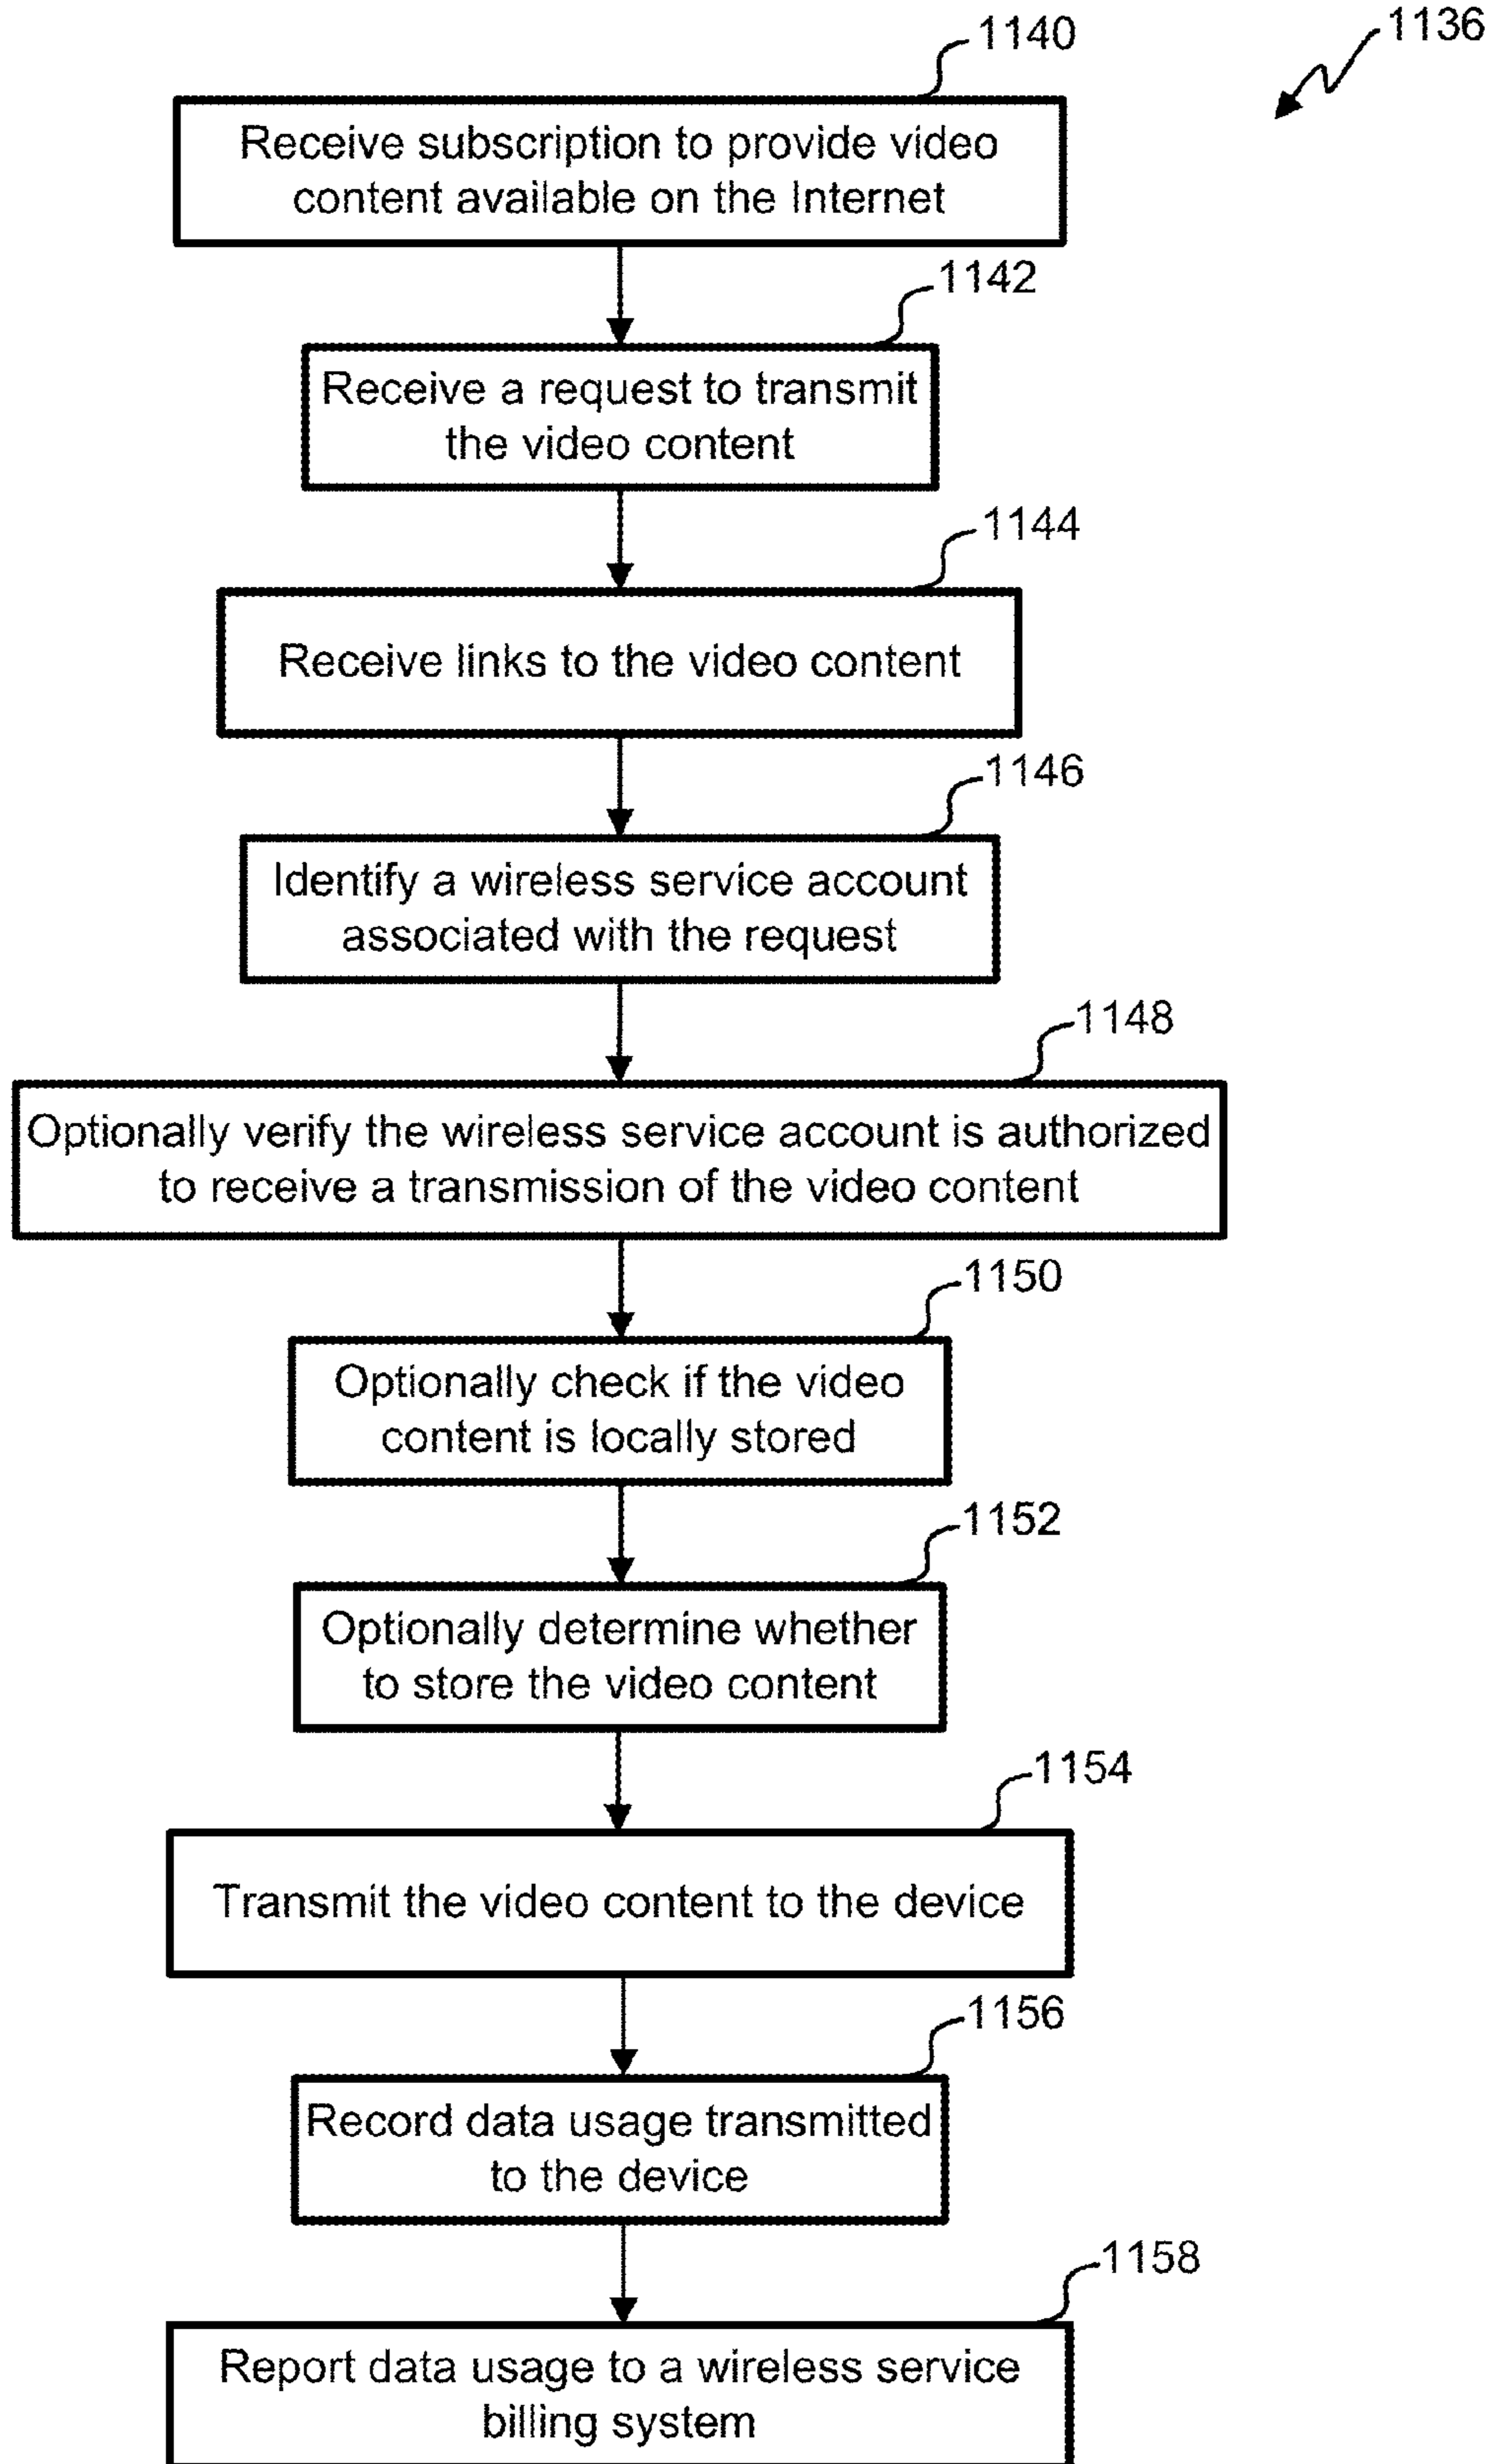 1136
1140
Receive subscription to provide video
content available on the Internet
1142
Receive a request to transmit
the video content
1144
Receive links to the video content
1146
Identify a wireless service account
associated with the request
1148
Optionally verify the wireless service account is authorized
to receive a transmission of the video content
1150
Optionally check if the video
content is locally stored
1152
Optionally determine whether
to store the video content
1154
Transmit the video content to the device
1156
Record data usage transmitted
to the device
1158
Report data usage to a wireless service
billing system